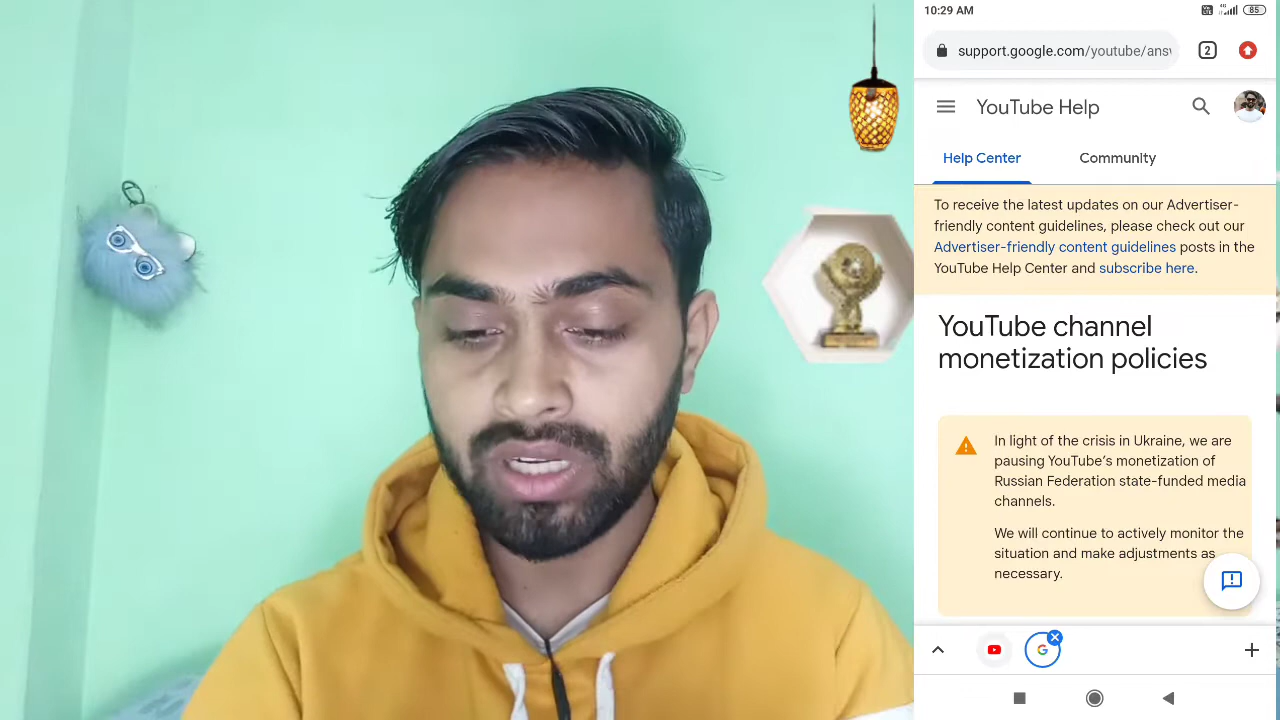 10:29 AM
Vo LTE 4G 85
support.google.com/youtube/ans
2
YouTube Help
Help Center Community
To receive the latest updates on our Advertiser-
friendly content guidelines, please check out our
Advertiser-friendly content guidelines posts in the
YouTube Help Center and subscribe here.
YouTube channel
monetization policies
In light of the crisis in Ukraine, we are
pausing YouTube's monetization of
Russian Federation state-funded media
channels.
We will continue to actively monitor the
situation and make adjustments as
necessary.